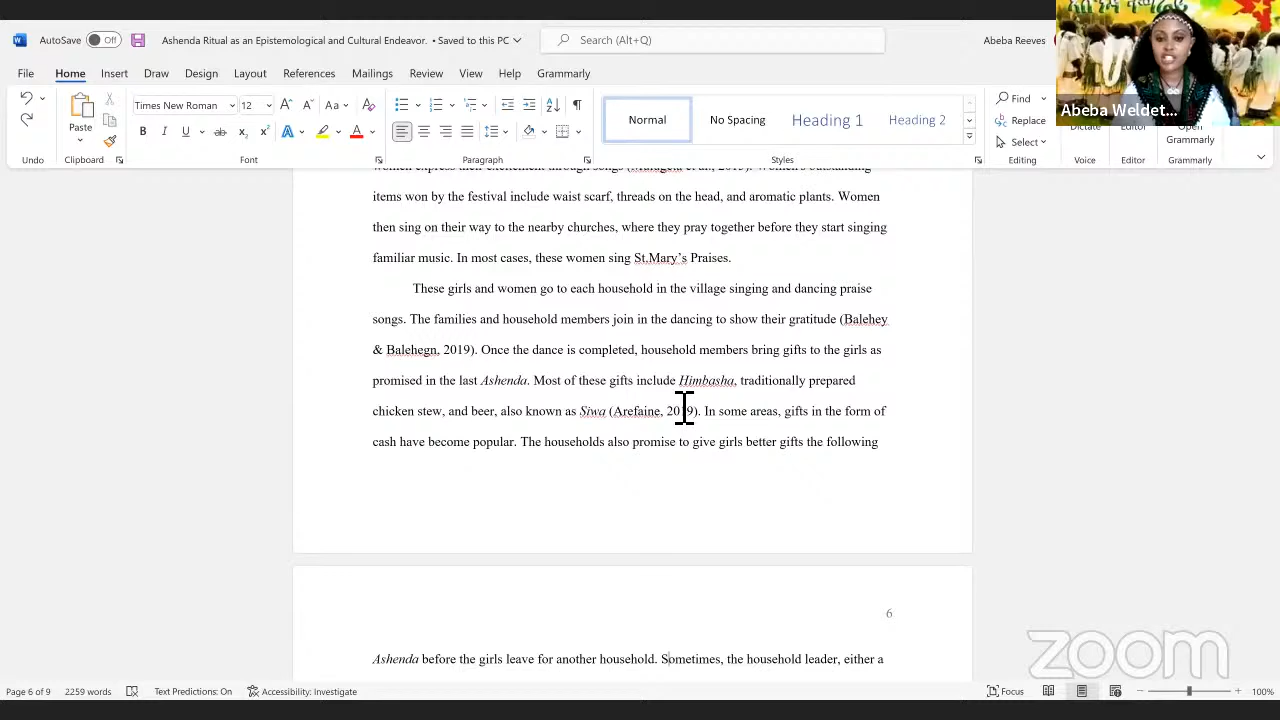 AutoSave Off Ashenda Ritual as an Epistemological and Cultural Endeavor. • Saved to this PC Search (Alt+Q) Abeba Reeves
File Home Insert Draw Design Layout References Mailings Review View Help Grammarly
Abeba Weldet...
Paste
Times New Roman 12 Aa
B I U ab x₂ x² A A
Normal No Spacing Heading 1 Heading 2
Find
Replace
Select
Dictate Editor Open
Grammarly
Undo Clipboard Font Paragraph Styles Editing Voice Editor Grammarly
women express their excitement through songs
items won by the festival include waist scarf, threads on the head, and aromatic plants. Women
then sing on their way to the nearby churches, where they pray together before they start singing
familiar music. In most cases, these women sing St.Mary’s Praises.
These girls and women go to each household in the village singing and dancing praise
songs. The families and household members join in the dancing to show their gratitude (Balehey
& Balehegn, 2019). Once the dance is completed, household members bring gifts to the girls as
promised in the last Ashenda. Most of these gifts include Himbasha, traditionally prepared
chicken stew, and beer, also known as Siwa (Arefaine, 2019). In some areas, gifts in the form of
cash have become popular. The households also promise to give girls better gifts the following
6
Ashenda before the girls leave for another household. Sometimes, the household leader, either a
zoom
Page 6 of 9 2259 words Text Predictions: On Accessibility: Investigate Focus 100%